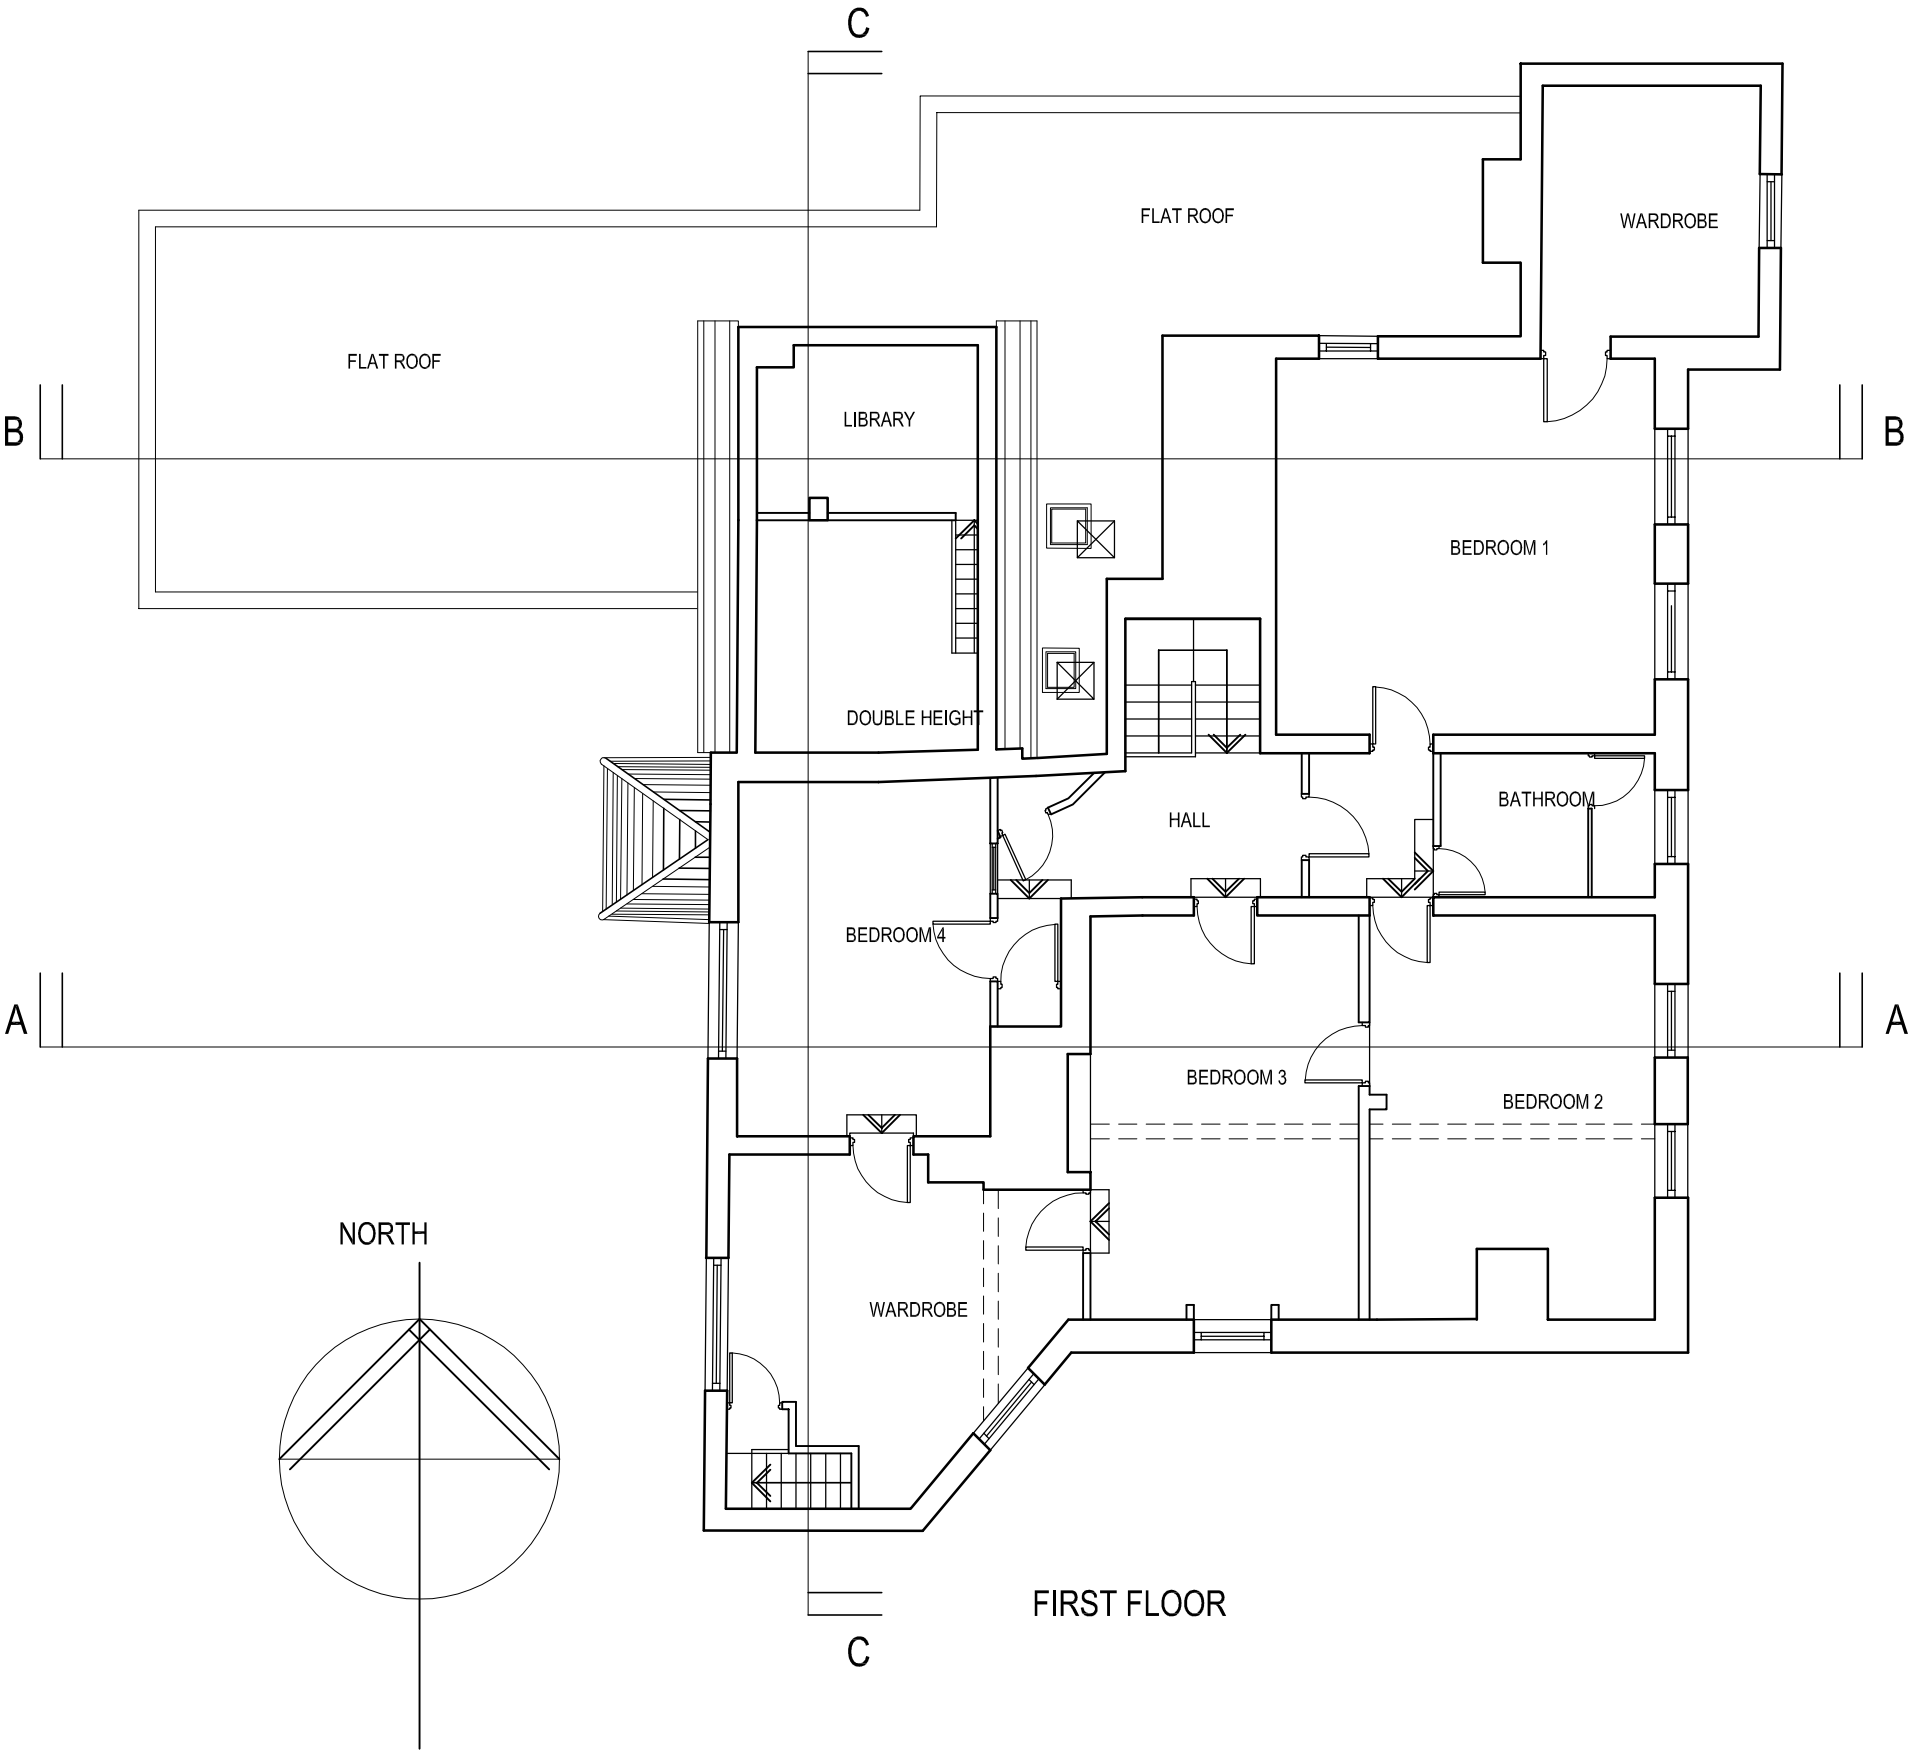 C
FLAT ROOF
WARDROBE
FLAT ROOF
LIBRARY
B
B
BEDROOM 1
DOUBLE HEIGHT
BATHROOM
HALL
BEDROOM 4
A
A
BEDROOM 3
BEDROOM 2
NORTH
WARDROBE
FIRST FLOOR
C